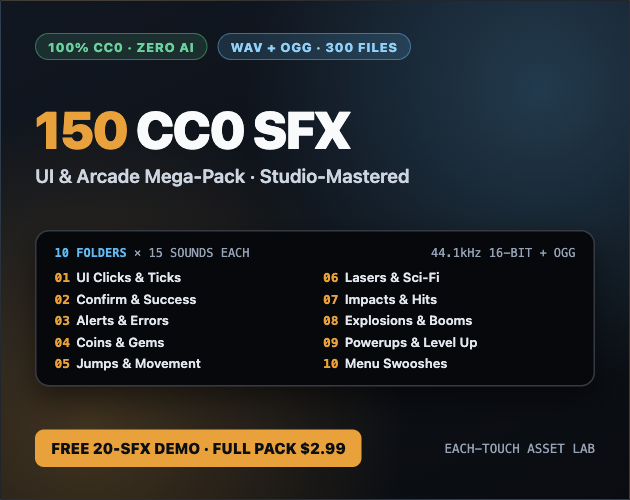 100% CC0 · ZERO AI
WAV + OGG · 300 FILES
150 CC0 SFX
UI & Arcade Mega-Pack · Studio-Mastered
10 FOLDERS × 15 SOUNDS EACH
44.1kHz 16-BIT + OGG
01 UI Clicks & Ticks
02 Confirm & Success
03 Alerts & Errors
04 Coins & Gems
05 Jumps & Movement
06 Lasers & Sci-Fi
07 Impacts & Hits
08 Explosions & Booms
09 Powerups & Level Up
10 Menu Swooshes
FREE 20-SFX DEMO · FULL PACK $2.99
EACH-TOUCH ASSET LAB